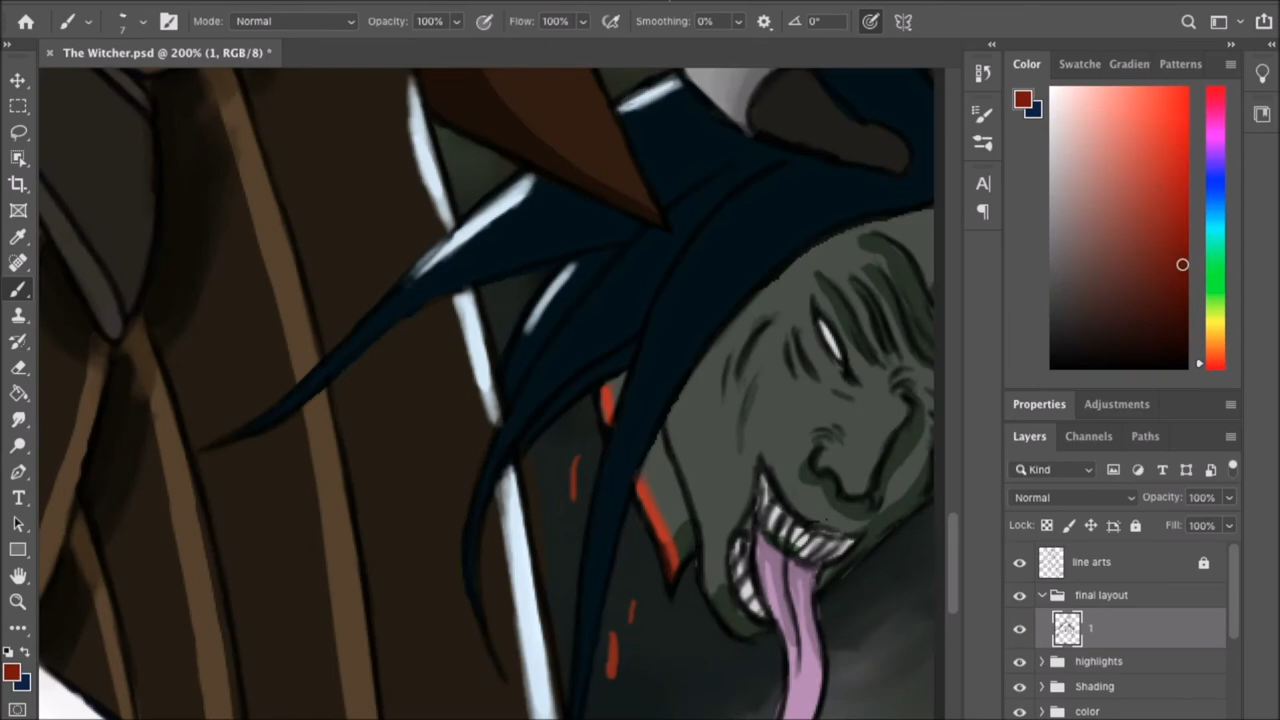 7 Mode: Normal Opacity: 100% Flow: 100% Smoothing: 0% 0°
The Witcher.psd @ 200% (1, RGB/8) *
Color Swatche Gradien Patterns
Properties Adjustments
Layers Channels Paths
Kind
Normal Opacity: 100%
Lock: Fill: 100%
line arts
final layout
1
highlights
Shading
color